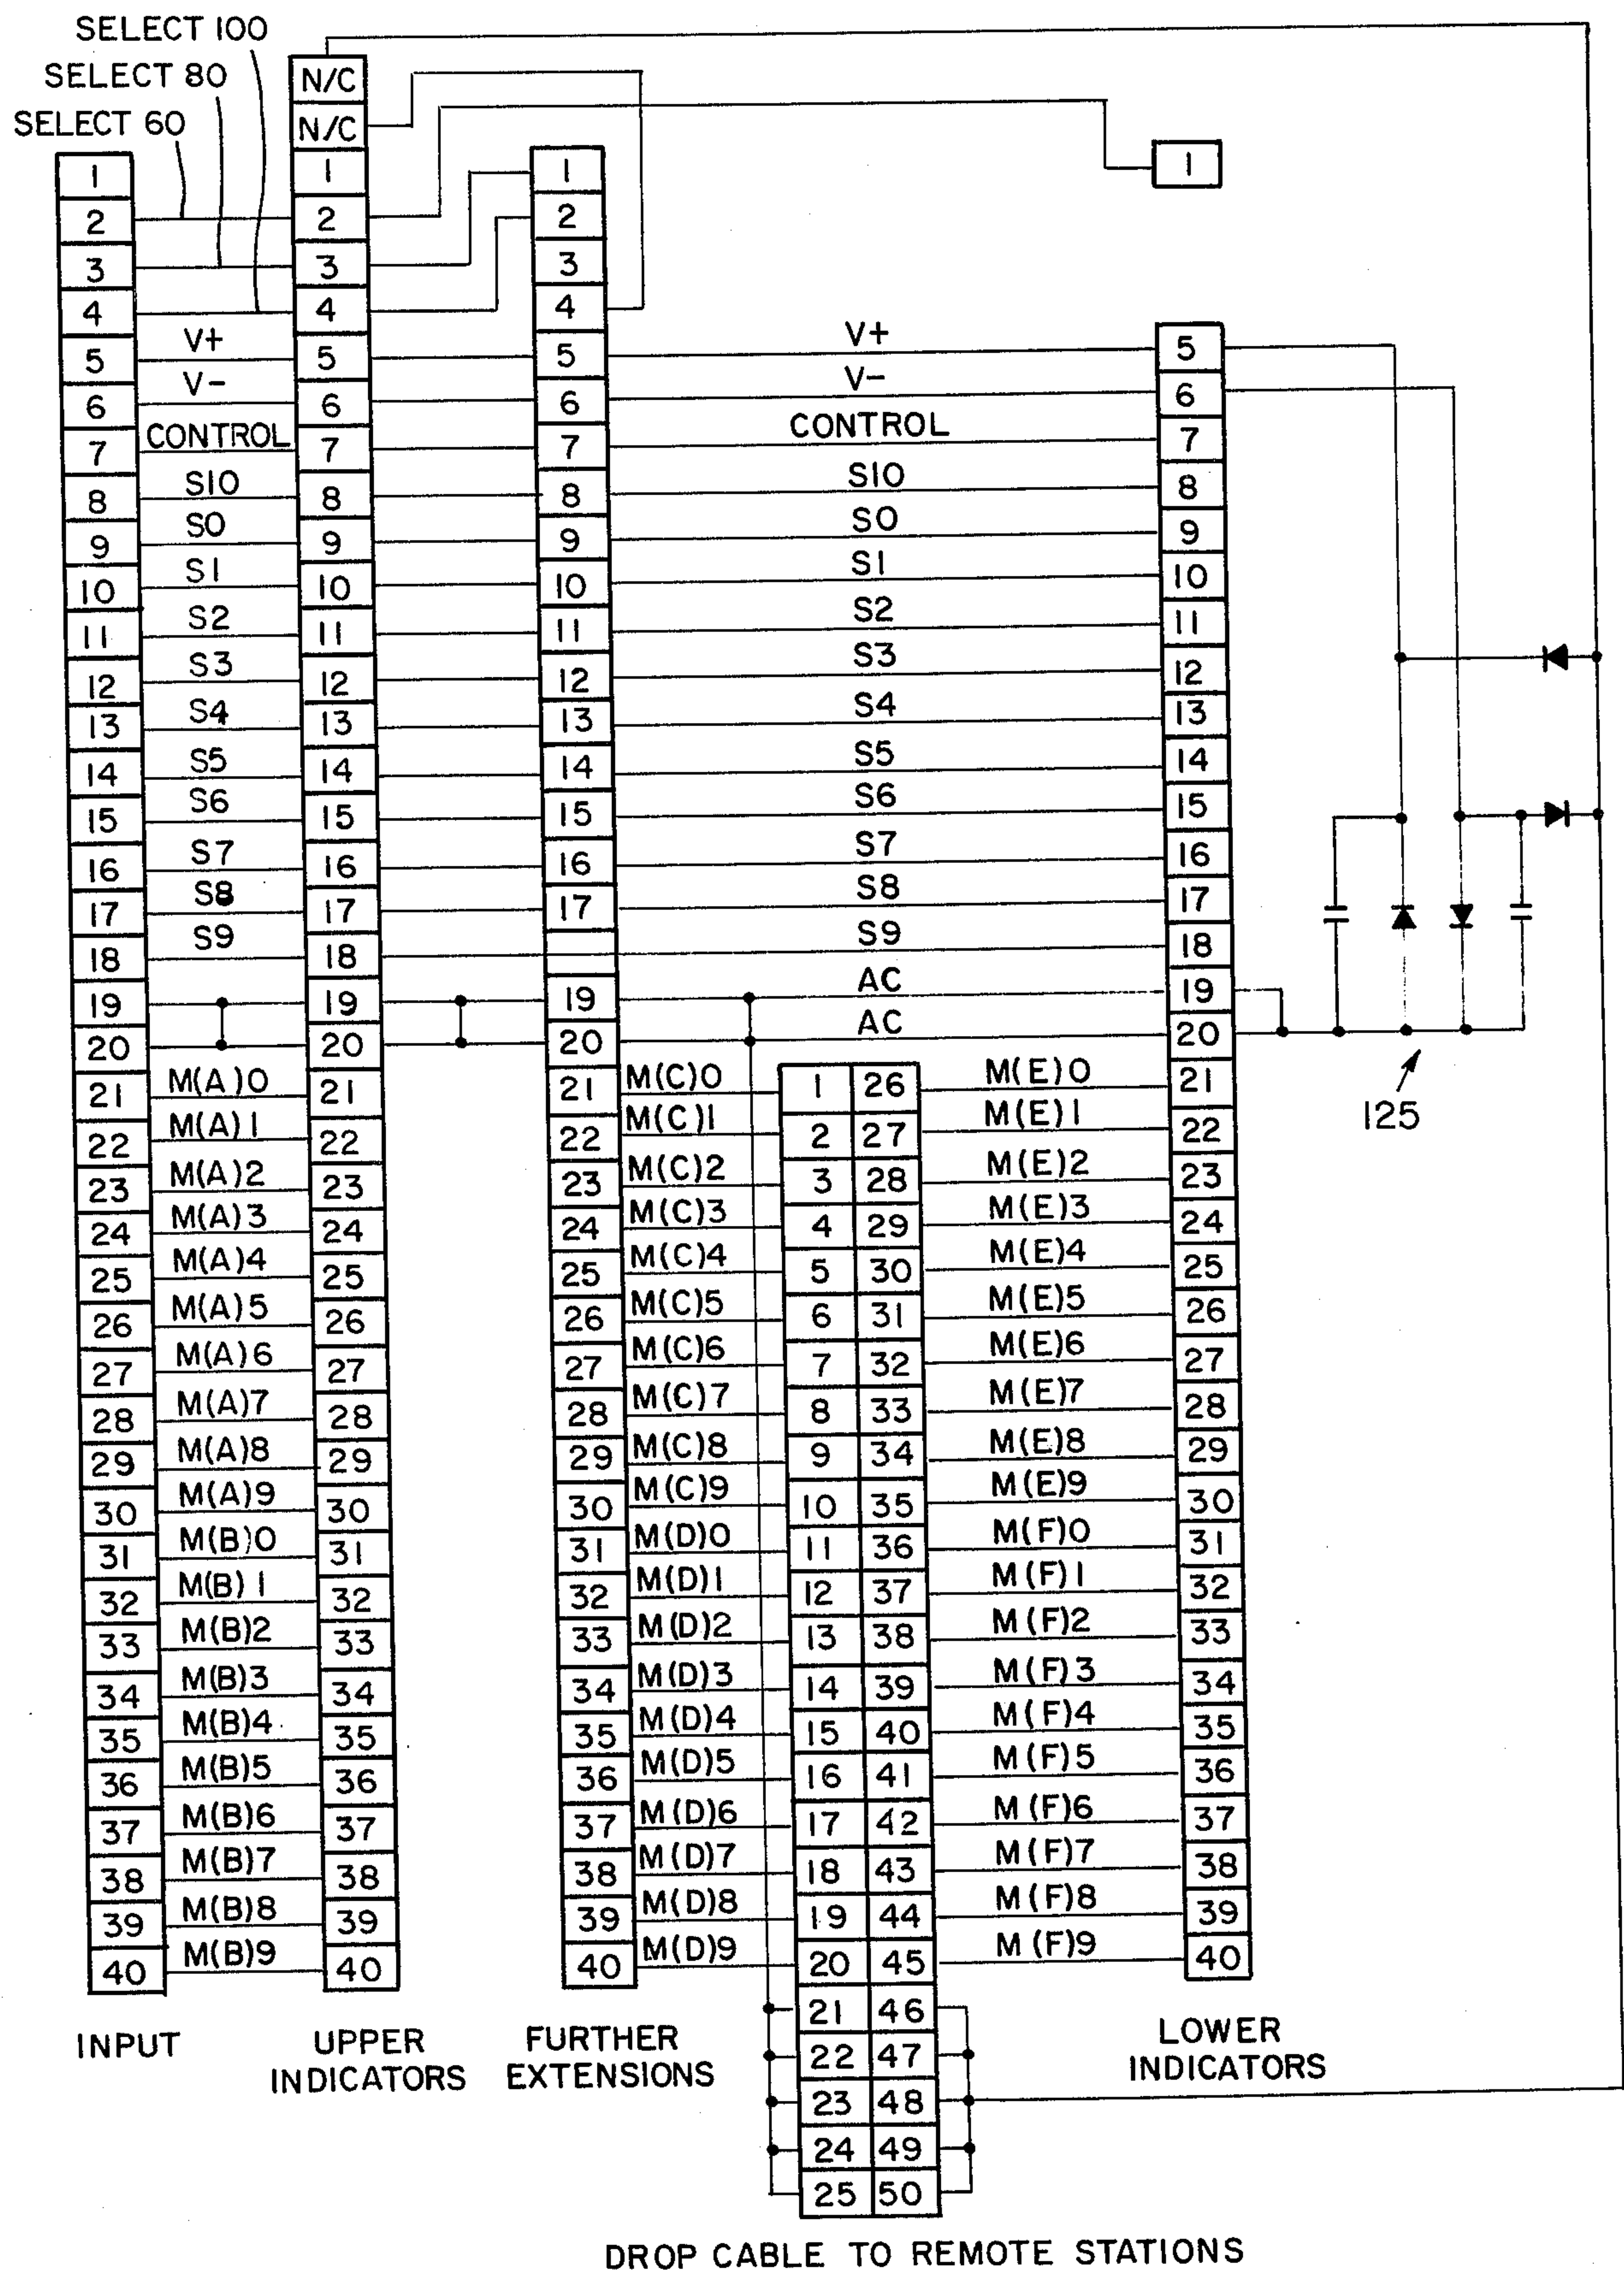 SELECT 100
SELECT 80
SELECT 60
N/C
N/C
1 1 1 1
2 2 2
3 3 3
4 4 4
5 V+ 5 5 V+ 5
6 V- 6 6 V- 6
7 CONTROL 7 7 CONTROL 7
8 S10 8 8 S10 8
9 S0 9 9 S0 9
10 S1 10 10 S1 10
11 S2 11 11 S2 11
12 S3 12 12 S3 12
13 S4 13 13 S4 13
14 S5 14 14 S5 14
15 S6 15 15 S6 15
16 S7 16 16 S7 16
17 S8 17 17 S8 17
18 S9 18 S9 18
19 19 19 AC 19
20 20 20 AC 20
21 M(A)0 21 21 M(C)0 1 26 M(E)0 21
125
22 M(A)1 22 22 M(C)1 2 27 M(E)1 22
23 M(A)2 23 23 M(C)2 3 28 M(E)2 23
24 M(A)3 24 24 M(C)3 4 29 M(E)3 24
25 M(A)4 25 25 M(C)4 5 30 M(E)4 25
26 M(A)5 26 26 M(C)5 6 31 M(E)5 26
27 M(A)6 27 27 M(C)6 7 32 M(E)6 27
28 M(A)7 28 28 M(C)7 8 33 M(E)7 28
29 M(A)8 29 29 M(C)8 9 34 M(E)8 29
30 M(A)9 30 30 M(C)9 10 35 M(E)9 30
31 M(B)0 31 31 M(D)0 11 36 M(F)0 31
32 M(B)1 32 32 M(D)1 12 37 M(F)1 32
33 M(B)2 33 33 M(D)2 13 38 M(F)2 33
34 M(B)3 34 34 M(D)3 14 39 M(F)3 34
35 M(B)4 35 35 M(D)4 15 40 M(F)4 35
36 M(B)5 36 36 M(D)5 16 41 M(F)5 36
37 M(B)6 37 37 M(D)6 17 42 M(F)6 37
38 M(B)7 38 38 M(D)7 18 43 M(F)7 38
39 M(B)8 39 39 M(D)8 19 44 M(F)8 39
40 M(B)9 40 40 M(D)9 20 45 M(F)9 40
21 46
22 47
23 48
24 49
25 50
INPUT
UPPER
INDICATORS
FURTHER
EXTENSIONS
LOWER
INDICATORS
DROP CABLE TO REMOTE STATIONS